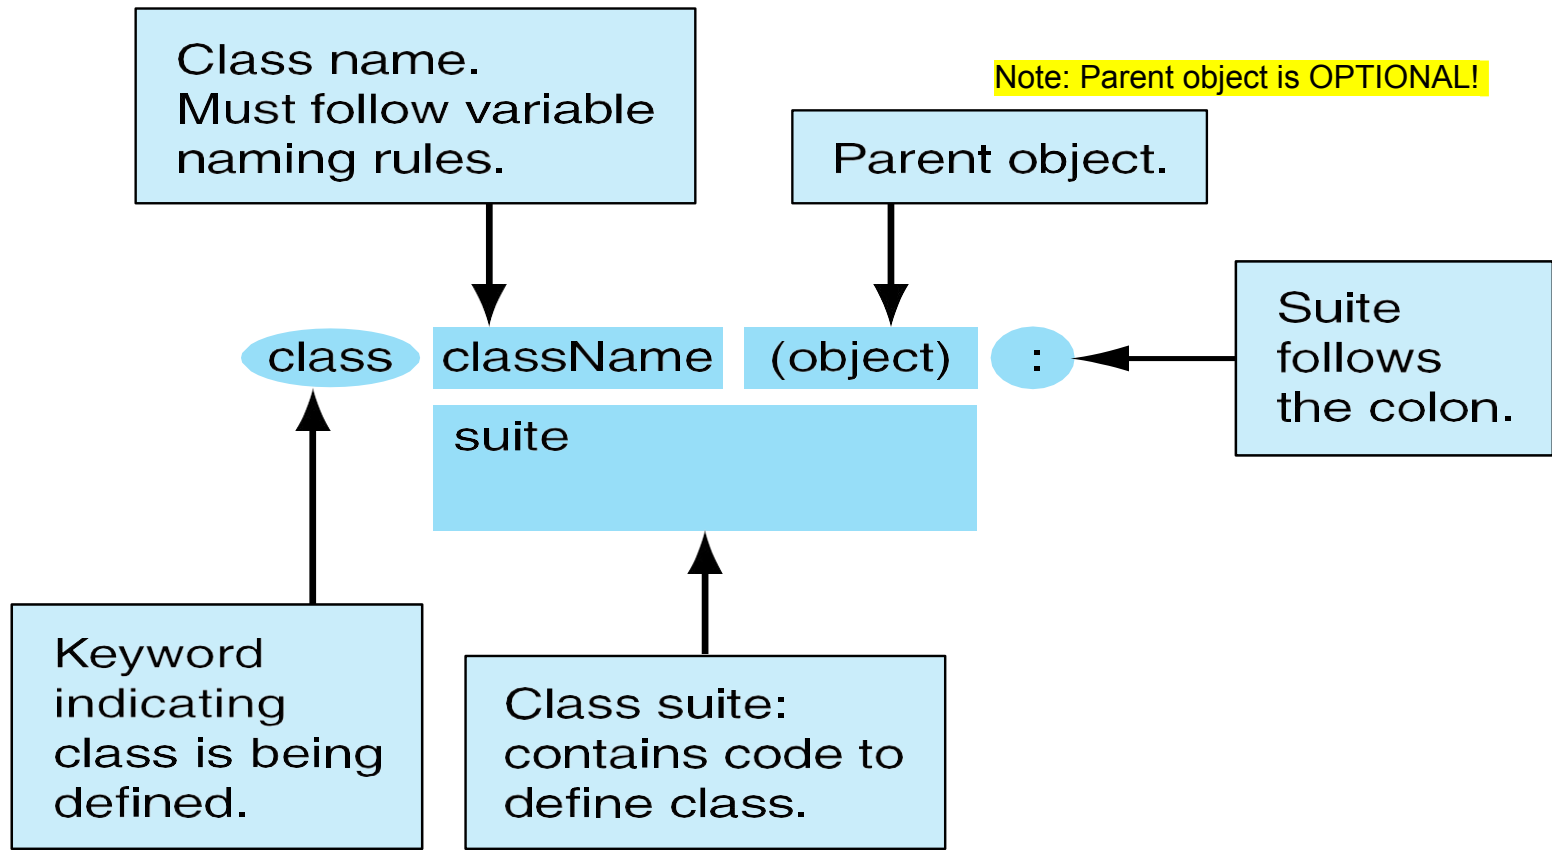 Class name.
Must follow variable
naming rules.
Note: Parent object is OPTIONAL!
Parent object.
class className (object) :
suite
Suite
follows
the colon.
Keyword
indicating
class is being
defined.
Class suite:
contains code to
define class.